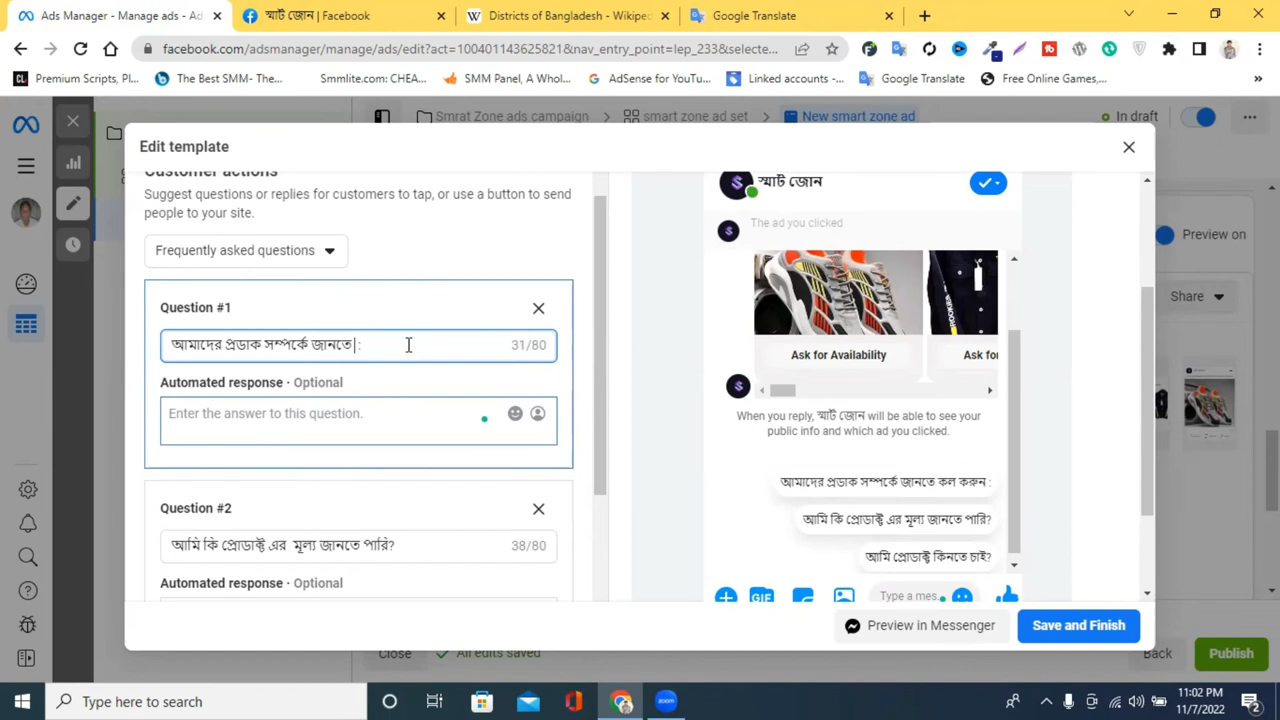 Ads Manager - Manage ads - Ads
স্মার্ট জোন | Facebook
Districts of Bangladesh - Wikiped
Google Translate
facebook.com/adsmanager/manage/ads/edit?act=100401143625821&nav_entry_point=lep_233&selecte...
Premium Scripts, Pl...
The Best SMM- The...
Smmlite.com: CHEA...
SMM Panel, A Whol...
AdSense for YouTu...
Linked accounts -...
Google Translate
Free Online Games,...
Smrat Zone ads campaign
smart zone ad set
New smart zone ad
In draft
Edit template
Customer actions
Suggest questions or replies for customers to tap, or use a button to send
people to your site.
Frequently asked questions
Question #1
আমাদের প্রডাক সম্পর্কে জানতে :
31/80
Automated response · Optional
Enter the answer to this question.
Question #2
আমি কি প্রোডাক্ট এর মূল্য জানতে পারি?
38/80
Automated response · Optional
স্মার্ট জোন
The ad you clicked
Ask for Availability
Ask for
When you reply, স্মার্ট জোন will be able to see your
public info and which ad you clicked.
আমাদের প্রডাক সম্পর্কে জানতে কল করুন :
আমি কি প্রোডাক্ট এর মূল্য জানতে পারি?
আমি প্রোডাক্ট কিনতে চাই?
GIF
Type a mes...
Preview on
Share
Preview in Messenger
Save and Finish
Close
All edits saved
Back
Publish
Type here to search
zoom
11:02 PM
11/7/2022
2